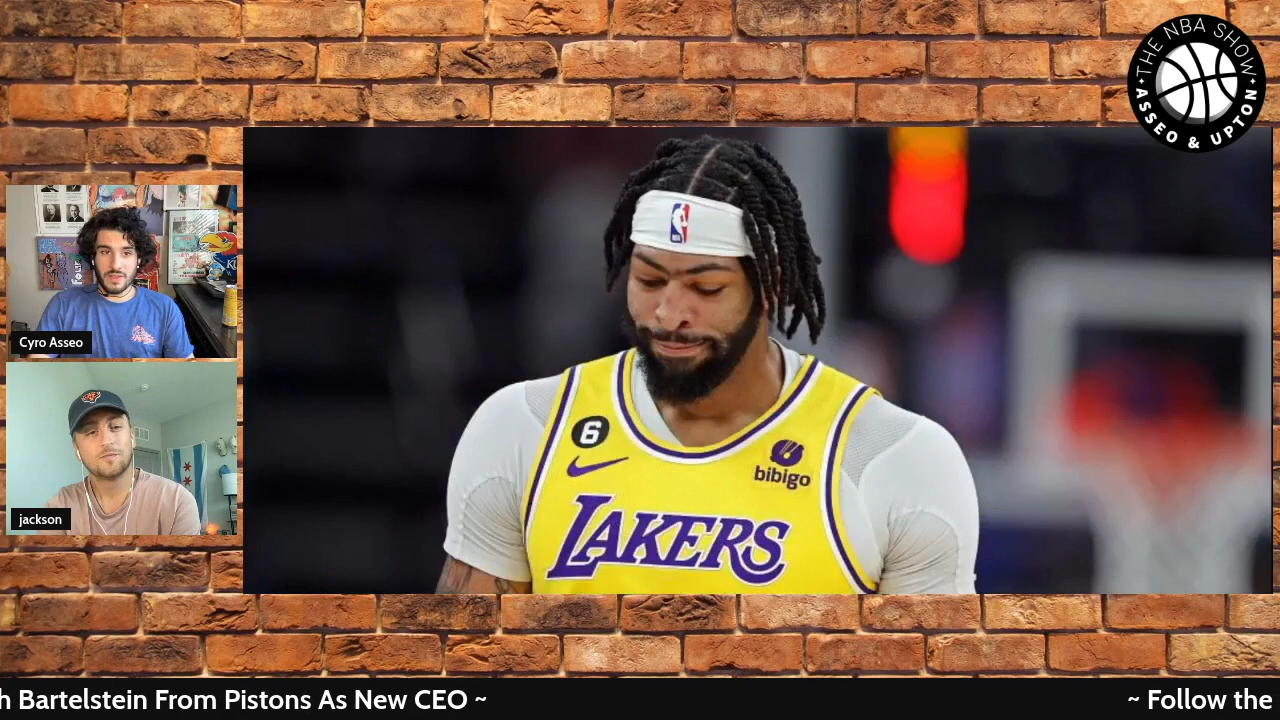 THE NBA SHOW
ASSEO & UPTON
Cyro Asseo
jackson
6
bibigo
LAKERS
h Bartelstein From Pistons As New CEO ~
~ Follow the